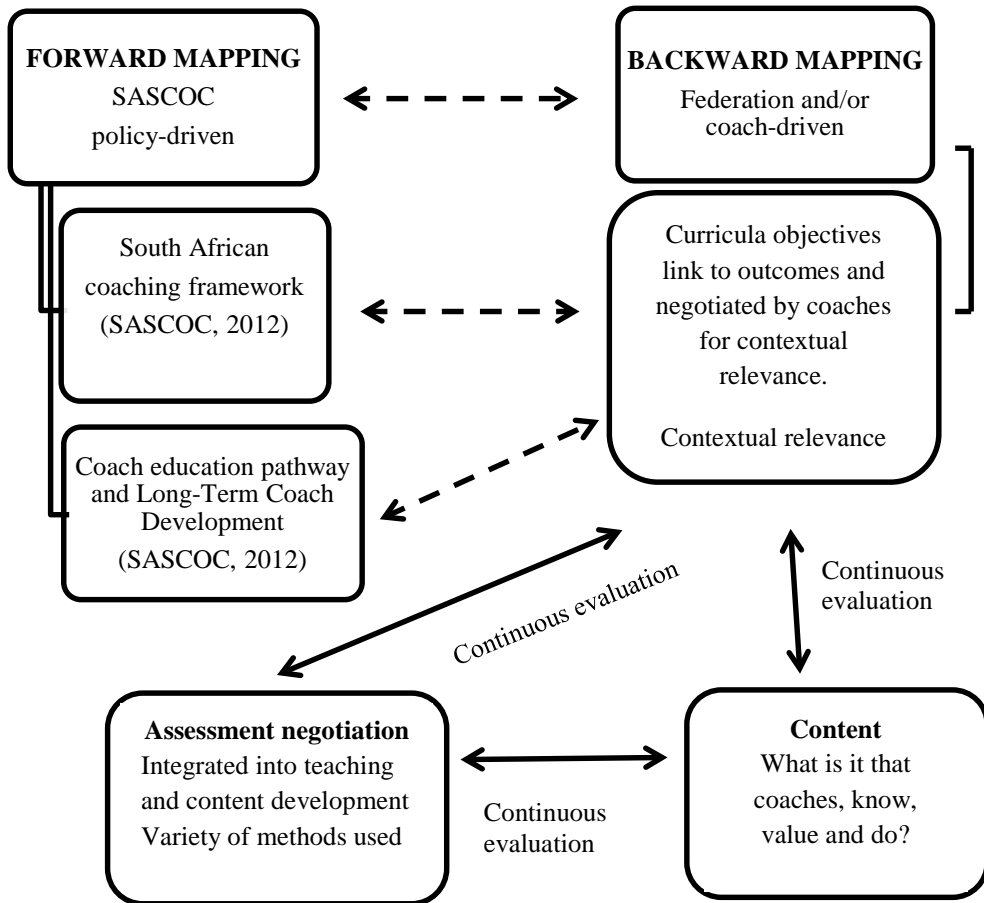 FORWARD MAPPING
SASCOC
policy-driven
BACKWARD MAPPING
Federation and/or
coach-driven
South African
coaching framework
(SASCOC, 2012)
Curricula objectives
link to outcomes and
negotiated by coaches
for contextual
relevance.
Contextual relevance
Coach education pathway
and Long-Term Coach
Development
(SASCOC, 2012)
Continuous evaluation
Continuous
evaluation
Assessment negotiation
Integrated into teaching
and content development
Variety of methods used
Continuous
evaluation
Content
What is it that
coaches, know,
value and do?